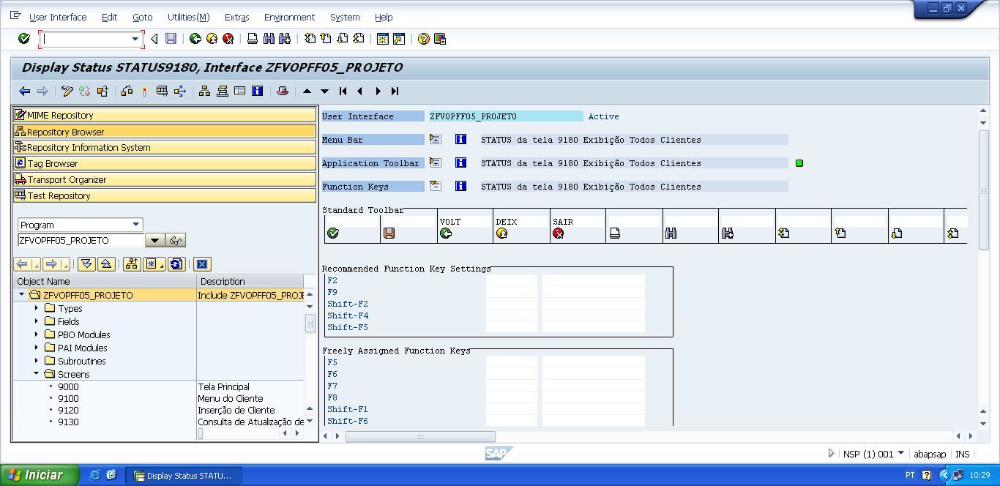 User Interface Edit Goto Utilities(M) Extras Environment System Help
Display Status STATUS9180, Interface ZFVOPFF05_PROJETO
MIME Repository
Repository Browser
Repository Information System
Tag Browser
Transport Organizer
Test Repository
Program
ZFVOPFF05_PROJETO
Object Name Description
ZFVOPFF05_PROJETO Include ZFVOPFF05_PROJE
Types
Fields
PBO Modules
PAI Modules
Subroutines
Screens
9000 Tela Principal
9100 Menu do Cliente
9120 Inserção de Cliente
9130 Consulta de Atualização de
User Interface ZFVOPFF05_PROJETO Active
Menu Bar STATUS da tela 9180 Exibição Todos Clientes
Application Toolbar STATUS da tela 9180 Exibição Todos Clientes
Function Keys STATUS da tela 9180 Exibição Todos Clientes
Standard Toolbar
VOLT DEIX SAIR
Recommended Function Key Settings
F2
F9
Shift-F2
Shift-F4
Shift-F5
Freely Assigned Function Keys
F5
F6
F7
F8
Shift-F1
Shift-F6
SAP
NSP (1) 001 abapsap INS
Iniciar Display Status STATU... PT 10:29